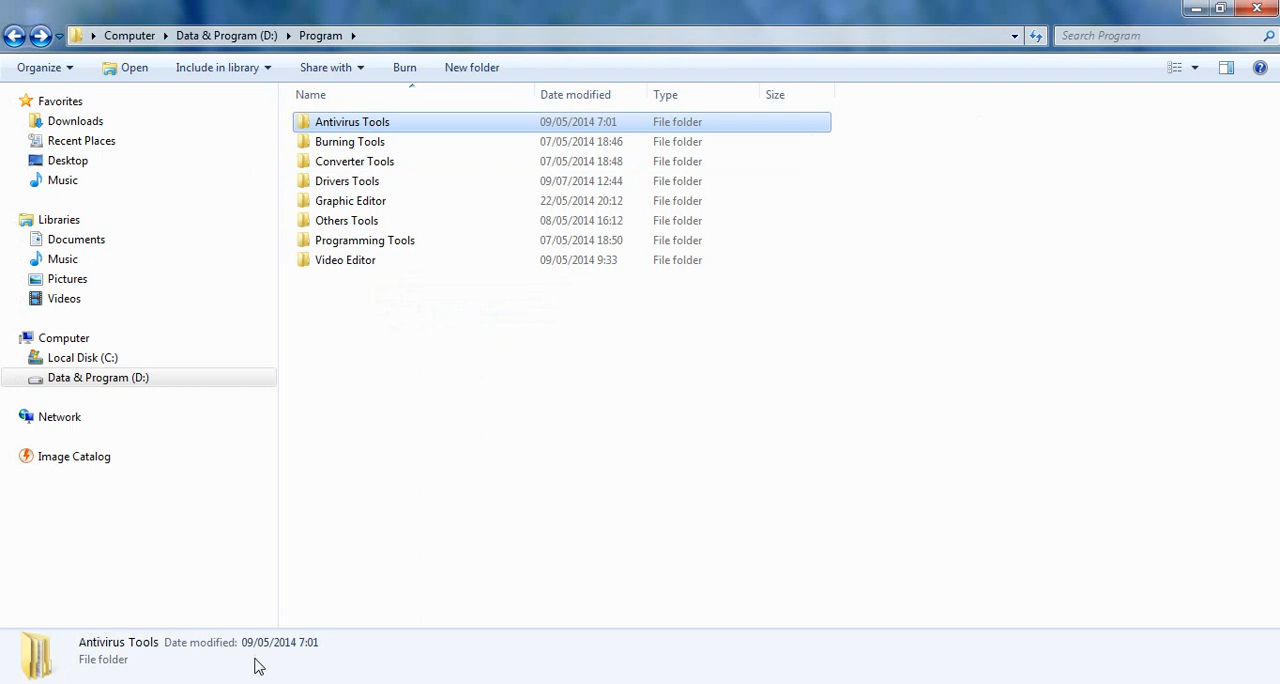 Computer Data & Program (D:) Program Search Program
Organize Open Include in library Share with Burn New folder
Name Date modified Type Size
Favorites
Downloads
Recent Places
Desktop
Music
Libraries
Documents
Music
Pictures
Videos
Computer
Local Disk (C:)
Data & Program (D:)
Network
Image Catalog
Antivirus Tools 09/05/2014 7:01 File folder
Burning Tools 07/05/2014 18:46 File folder
Converter Tools 07/05/2014 18:48 File folder
Drivers Tools 09/07/2014 12:44 File folder
Graphic Editor 22/05/2014 20:12 File folder
Others Tools 08/05/2014 16:12 File folder
Programming Tools 07/05/2014 18:50 File folder
Video Editor 09/05/2014 9:33 File folder
Antivirus Tools Date modified: 09/05/2014 7:01
File folder